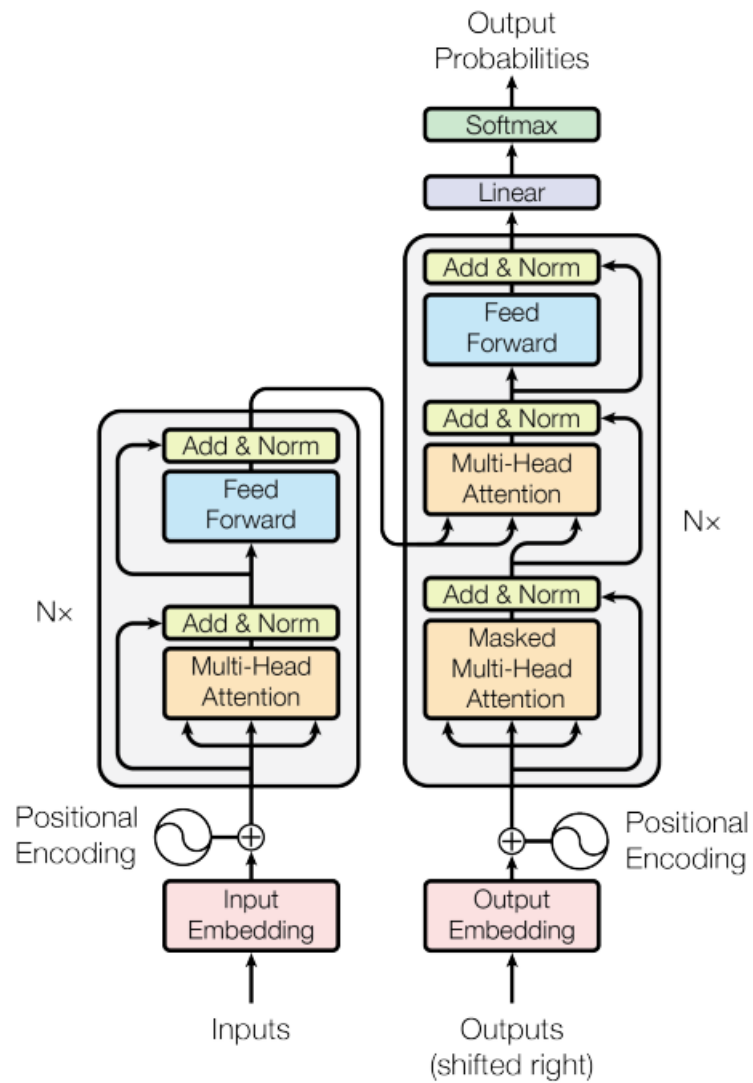 Output
Probabilities
Softmax
Linear
Add & Norm
Feed
Forward
Add & Norm
Multi-Head
Attention
Add & Norm
Masked
Multi-Head
Attention
Nx
Add & Norm
Feed
Forward
Add & Norm
Multi-Head
Attention
Nx
Positional
Encoding
Positional
Encoding
Input
Embedding
Output
Embedding
Inputs
Outputs
(shifted right)